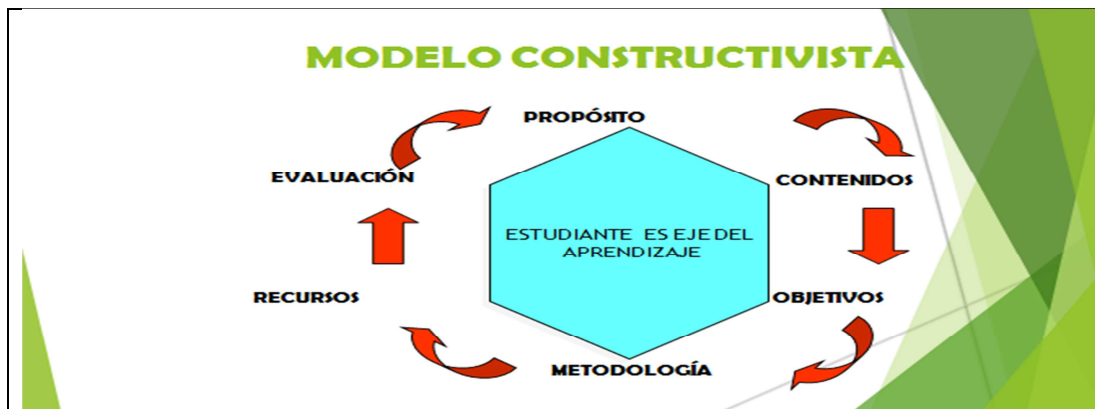 MODELO CONSTRUCTIVISTA
PROPÓSITO
EVALUACIÓN
CONTENIDOS
ESTUDIANTE ES EJE DEL
APRENDIZAJE
RECURSOS
OBJETIVOS
METODOLOGÍA